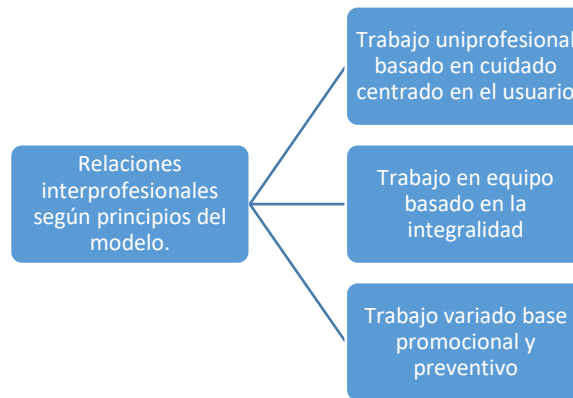 Trabajo uniprofesional
basado en cuidado
centrado en el usuario
Relaciones
interprofesionales
según principios del
modelo.
Trabajo en equipo
basado en la
integralidad
Trabajo variado base
promocional y
preventivo